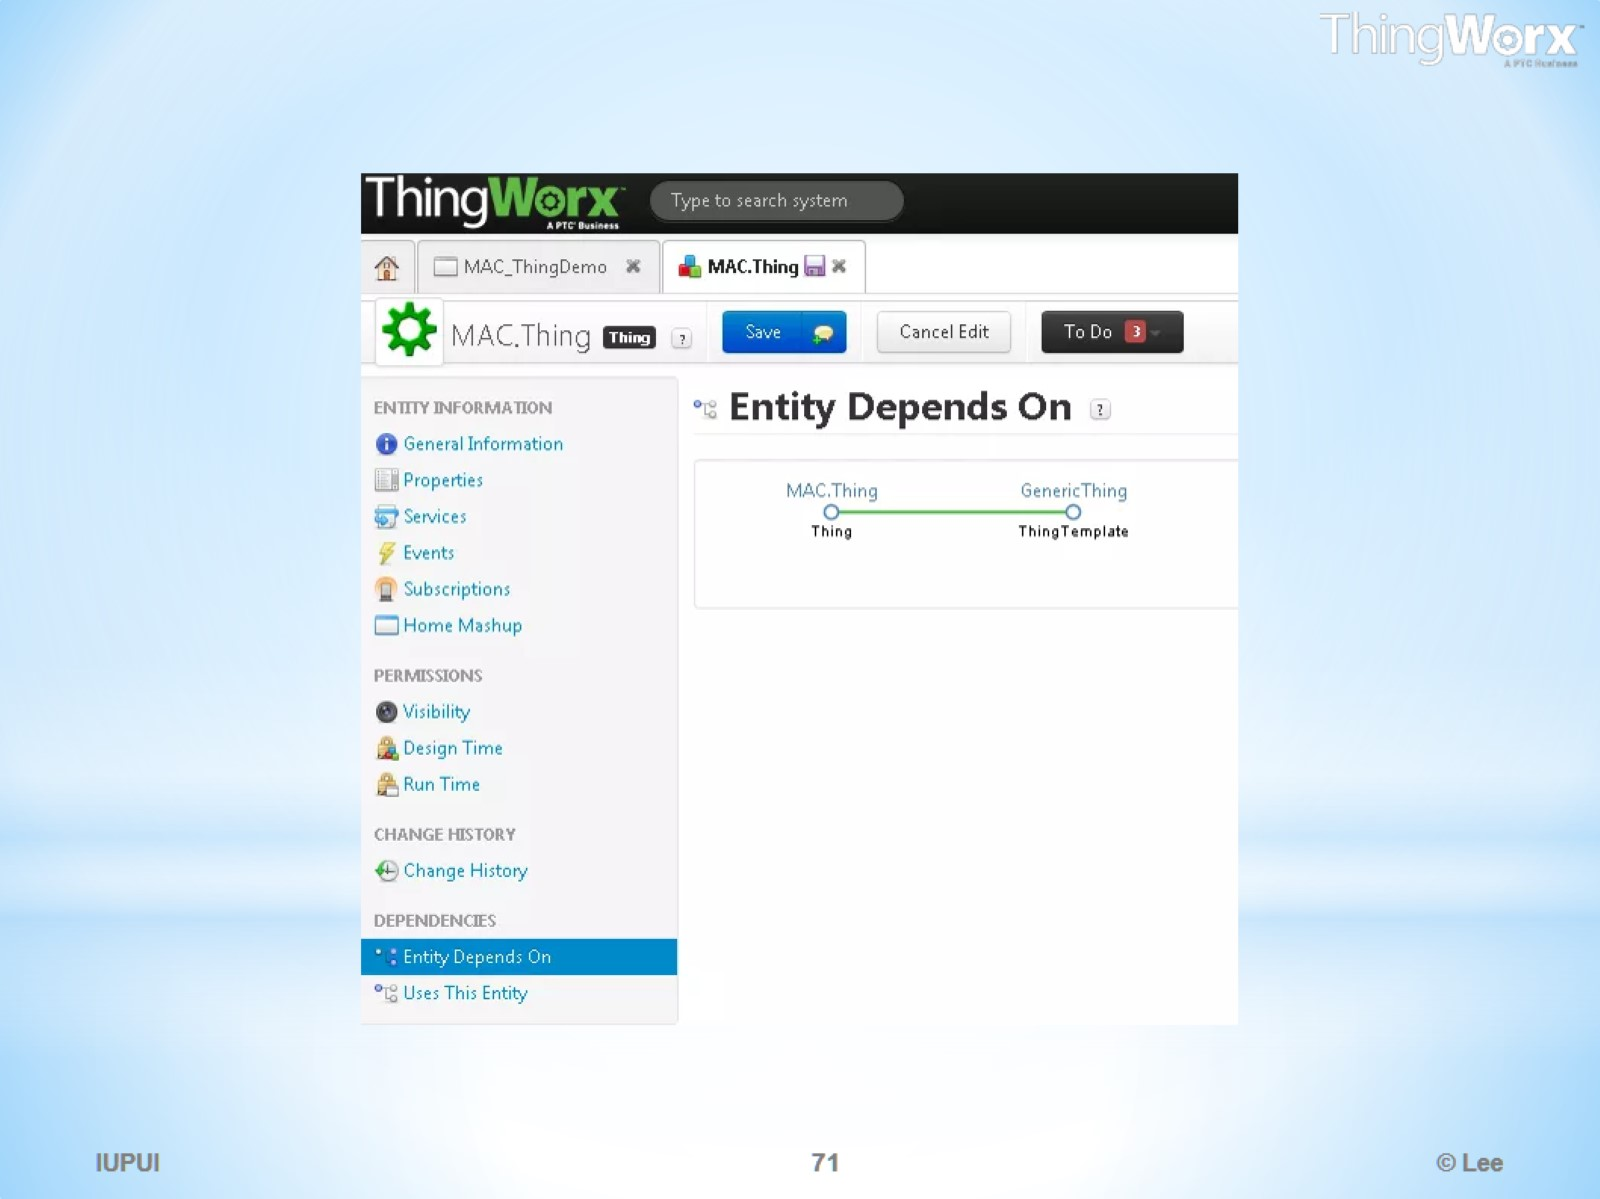 ThingWorx
A PTC Business
ThingWorx
A PTC Business
Type to search system
MAC_ThingDemo
MAC.Thing
MAC.Thing Thing ?
Save
Cancel Edit
To Do 3
ENTITY INFORMATION
General Information
Properties
Services
Events
Subscriptions
Home Mashup
PERMISSIONS
Visibility
Design Time
Run Time
CHANGE HISTORY
Change History
DEPENDENCIES
Entity Depends On
Uses This Entity
Entity Depends On ?
MAC.Thing GenericThing
Thing ThingTemplate
IUPUI 71 © Lee